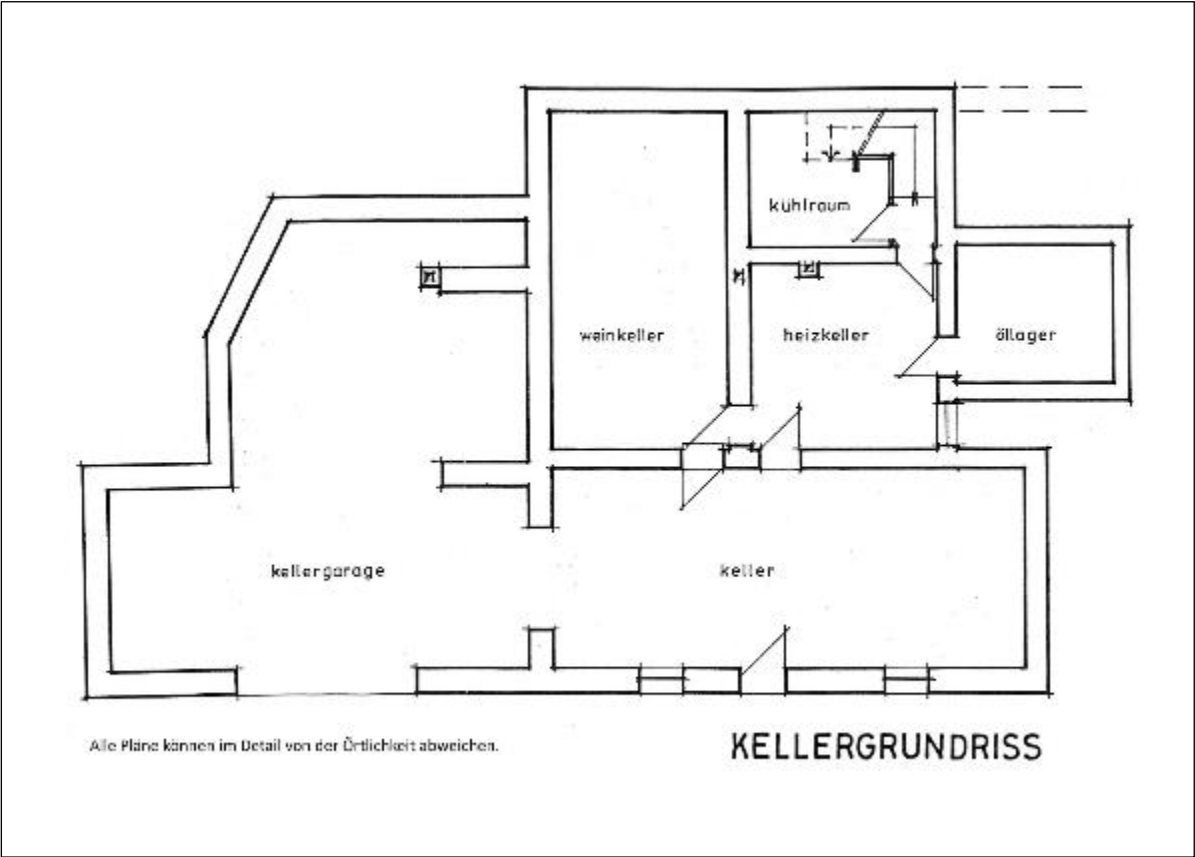 kühlraum
weinkeller
heizkeller
öllager
kellergarage
keller
Alle Pläne können im Detail von der Örtlichkeit abweichen.
KELLERGRUNDRISS